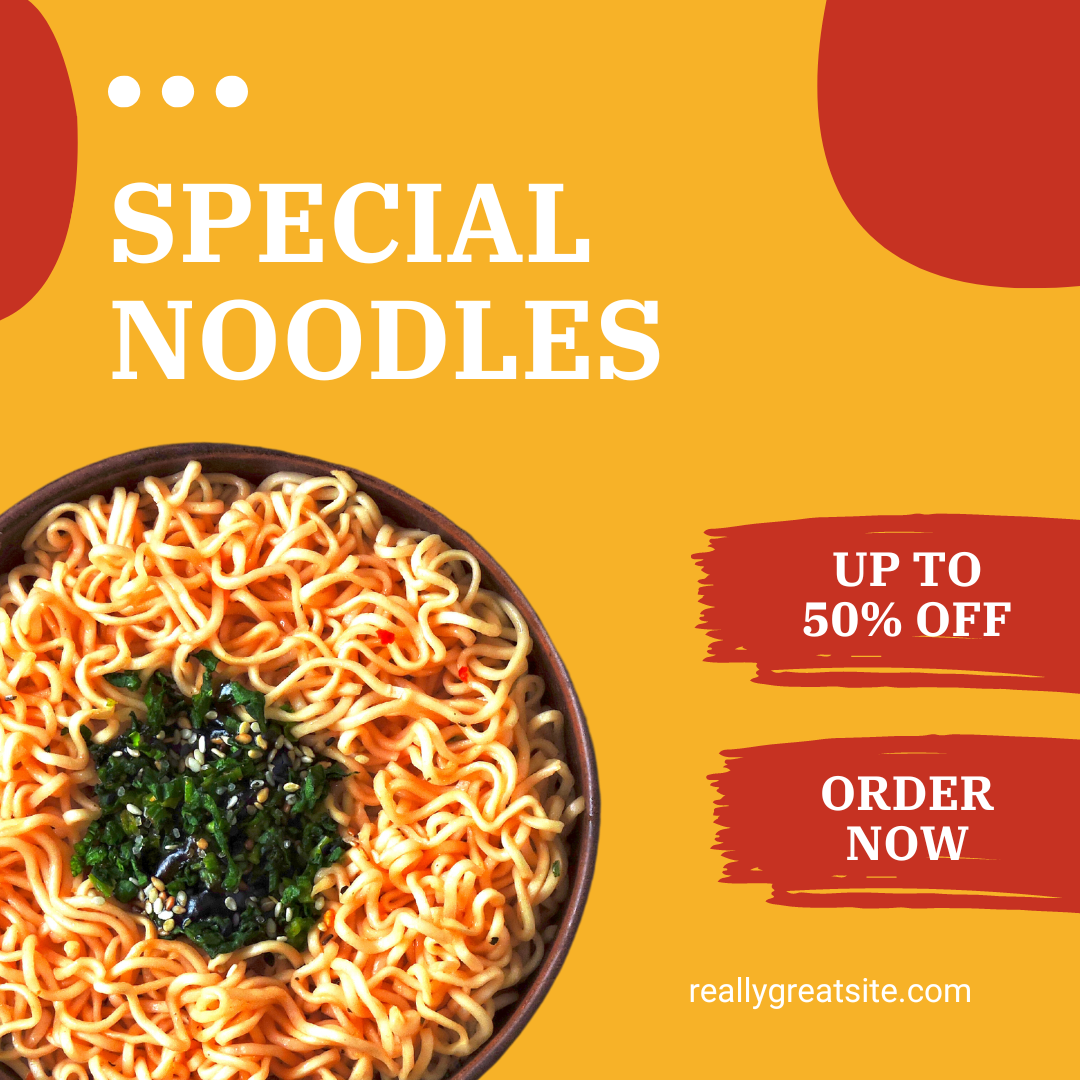 SPECIAL
NOODLES
UP TO
50% OFF
ORDER
NOW
reallygreatsite.com